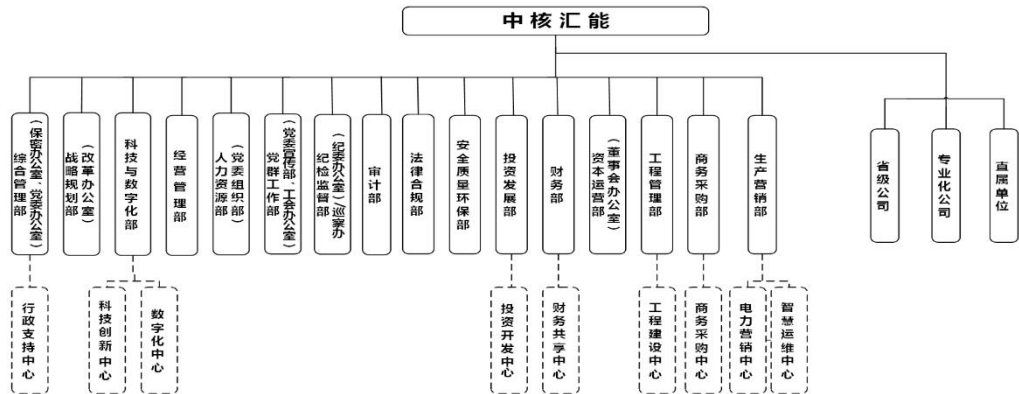 中核汇能
综合管理部
（保密办公室、党委办公室）
战略规划部
（改革办公室）
科技与数字化部
经营管理部
人力资源部
（党委组织部）
党群工作部
（党委宣传部、工会办公室）
纪检监督部
（纪委办公室）/巡察办
审计部
法律合规部
安全质量环保部
投资发展部
财务部
资本运营部
（董事会办公室）
工程管理部
商务采购部
生产营销部
省级公司
专业化公司
直属单位
行政支持中心
科技创新中心
数字化中心
投资开发中心
财务共享中心
工程建设中心
商务采购中心
电力营销中心
智慧运维中心